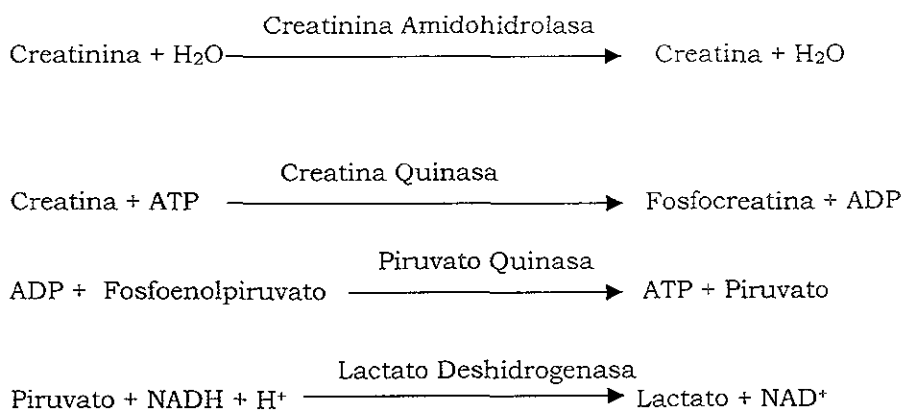 Creatinina Amidohidrolasa
Creatinina + H₂O Creatina + H₂O
Creatina Quinasa
Creatina + ATP Fosfocreatina + ADP
Piruvato Quinasa
ADP + Fosfoenolpiruvato ATP + Piruvato
Lactato Deshidrogenasa
Piruvato + NADH + H⁺ Lactato + NAD⁺